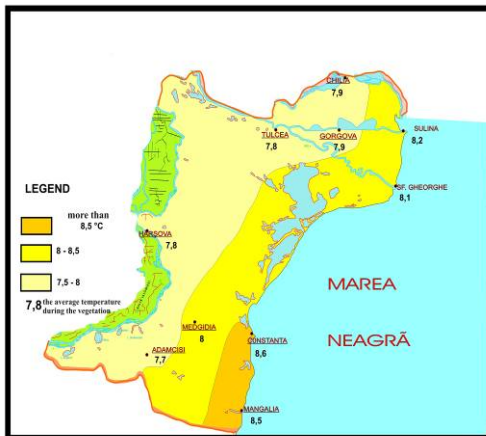 CHILIA
7,9
TULCEA
7,8
GORGOVA
7,9
SULINA
8,2
SF. GHEORGHE
8,1
LEGEND
more than
8,5 °C
8 - 8,5
7,5 - 8
7,8 the average temperature
during the vegetation
HARSOVA
7,8
MAREA
NEAGRÃ
MEDGIDIA
8
CONSTANTA
8,6
ADAMCISI
7,7
MANGALIA
8,5